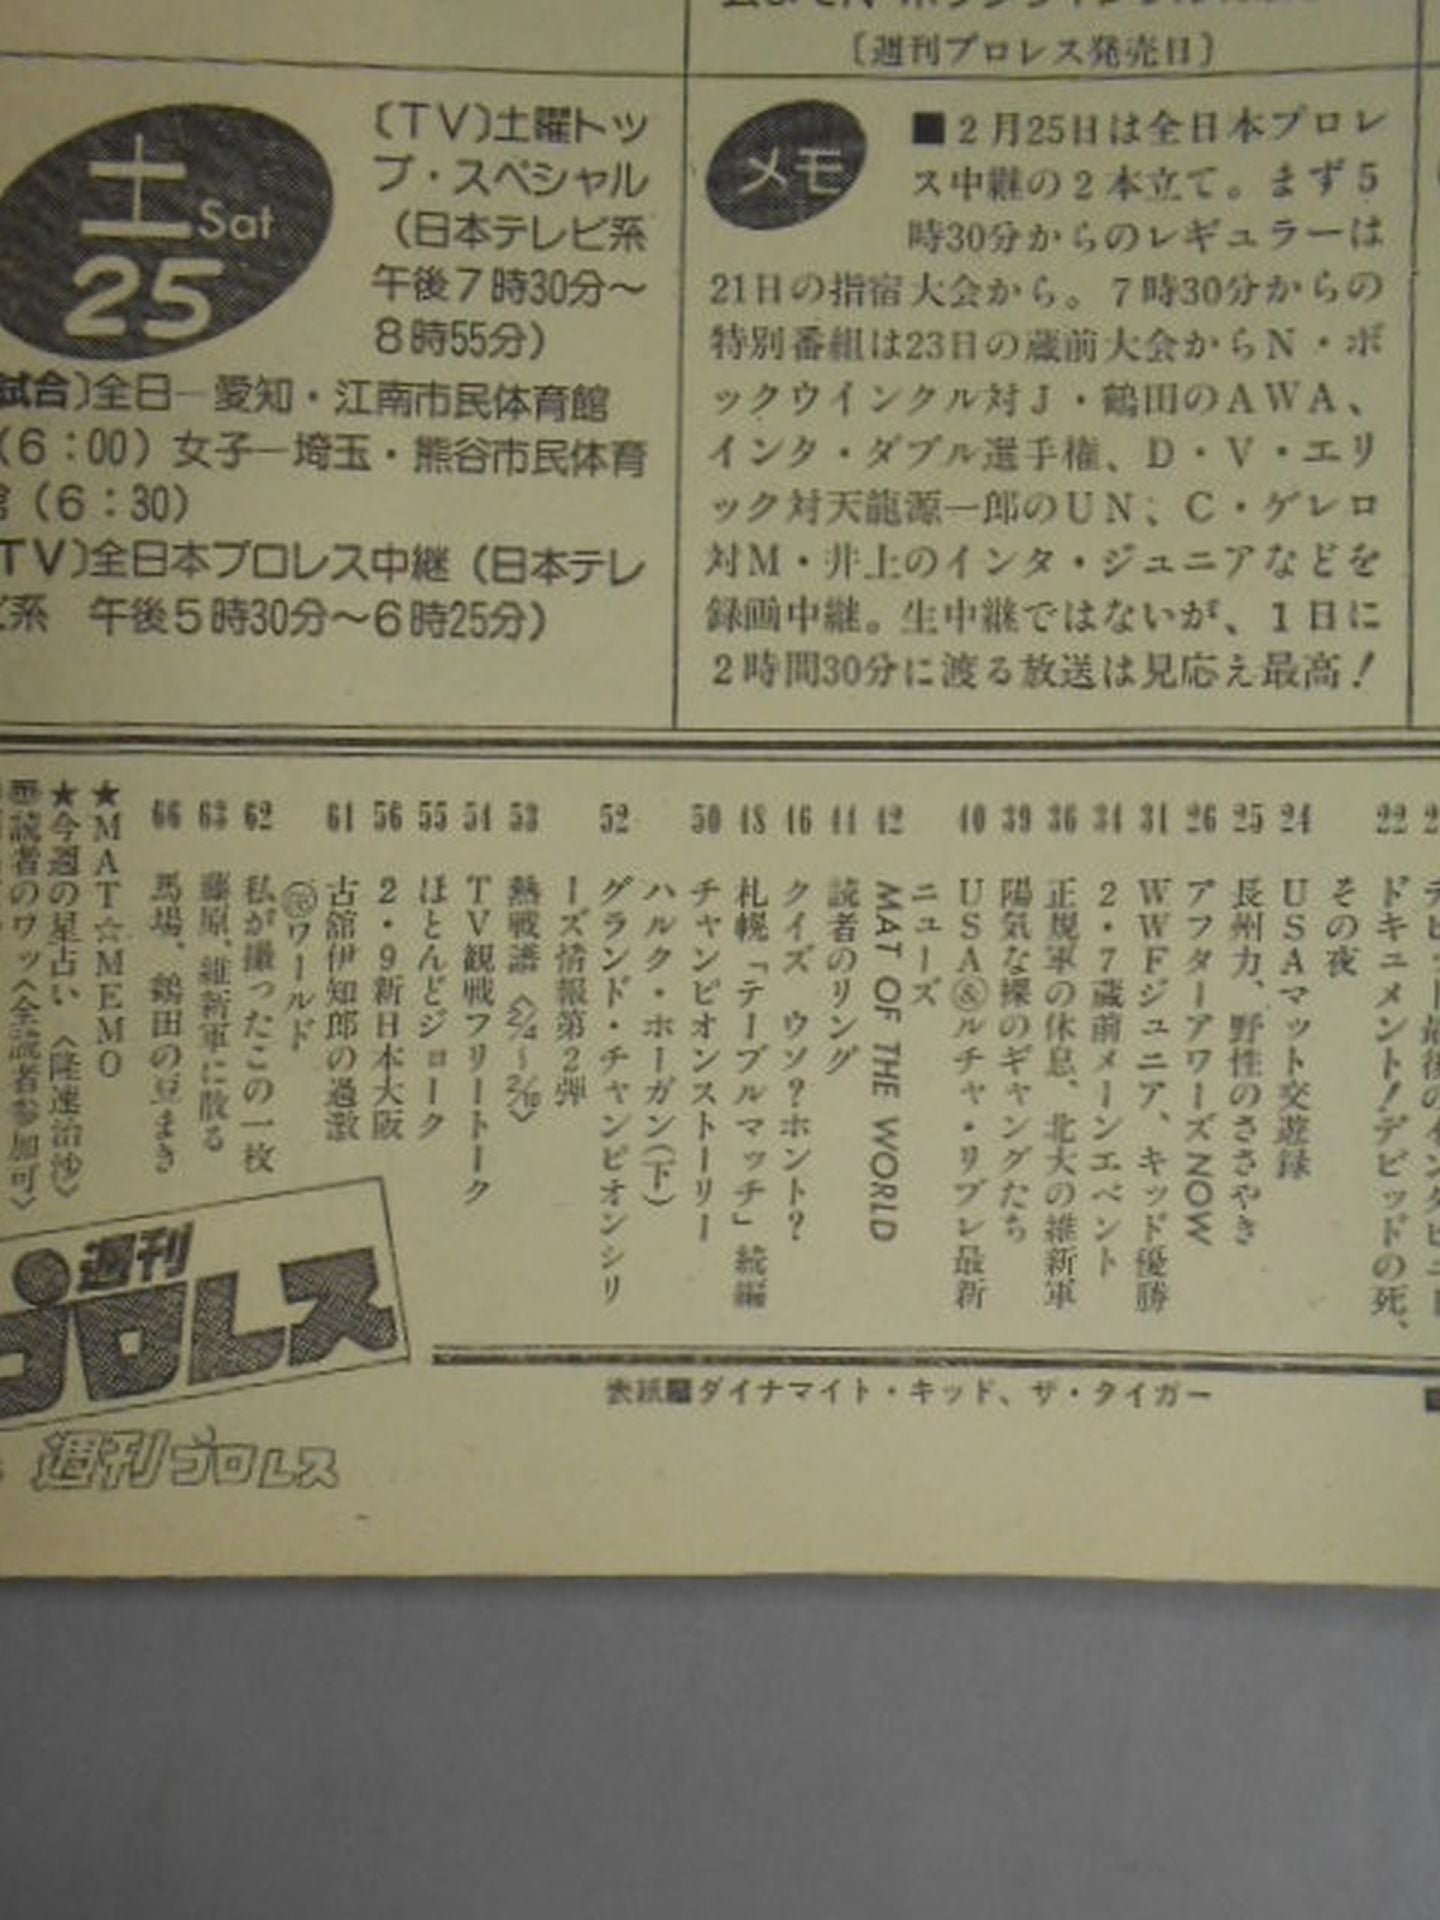 〔週刊プロレス発売日〕
土Sat
25
〔TV〕土曜トッ
プ・スペシャル
（日本テレビ系
午後7時30分～
8時55分）
試合〕全日―愛知・江南市民体育館
（6：00）女子―埼玉・熊谷市民体育
館（6：30）
TV〕全日本プロレス中継（日本テレ
ビ系　午後5時30分～6時25分）
メモ
■2月25日は全日本プロレ
ス中継の2本立て。まず5
時30分からのレギュラーは
21日の指宿大会から。7時30分からの
特別番組は23日の蔵前大会からN・ボ
ックウインクル対J・鶴田のAWA、
インタ・ダブル選手権、D・V・エリ
ック対天龍源一郎のUN、C・ゲレロ
対M・井上のインタ・ジュニアなどを
録画中継。生中継ではないが、1日に
2時間30分に渡る放送は見応え最高！
22 ドキュメント！デビッドの死、
その夜
24 USAマット交遊録
25 長州力、野性のささやき
26 アフターアワーズNOW
31 WWFジュニア、キッド優勝
34 2・7蔵前メーンエベント
36 正規軍の休息、北大の維新軍
39 陽気な裸のギャングたち
40 USA&ルチャ・リブレ最新
ニューズ
42 MAT OF THE WORLD
44 読者のリング
46 クイズ　ウソ？ホント？
48 札幌「テーブルマッチ」続編
50 チャンピオンストーリー
ハルク・ホーガン（下）
52 グランド・チャンピオンシリ
ーズ情報第2弾
53 熱戦譜〈2/4～2/10〉
54 TV観戦フリートーク
55 ほとんどジョーク
56 2・9新日本大阪
61 古舘伊知郎の過激
ワールド
62 私が撮ったこの一枚
63 藤原、維新軍に散る
66 馬場、鶴田の豆まき
★MAT☆MEMO
★今週の星占い〈隆速治沙〉
読者のワッ〈全読者参加可〉
週刊
プロレス
表紙■ダイナマイト・キッド、ザ・タイガー
週刊プロレス